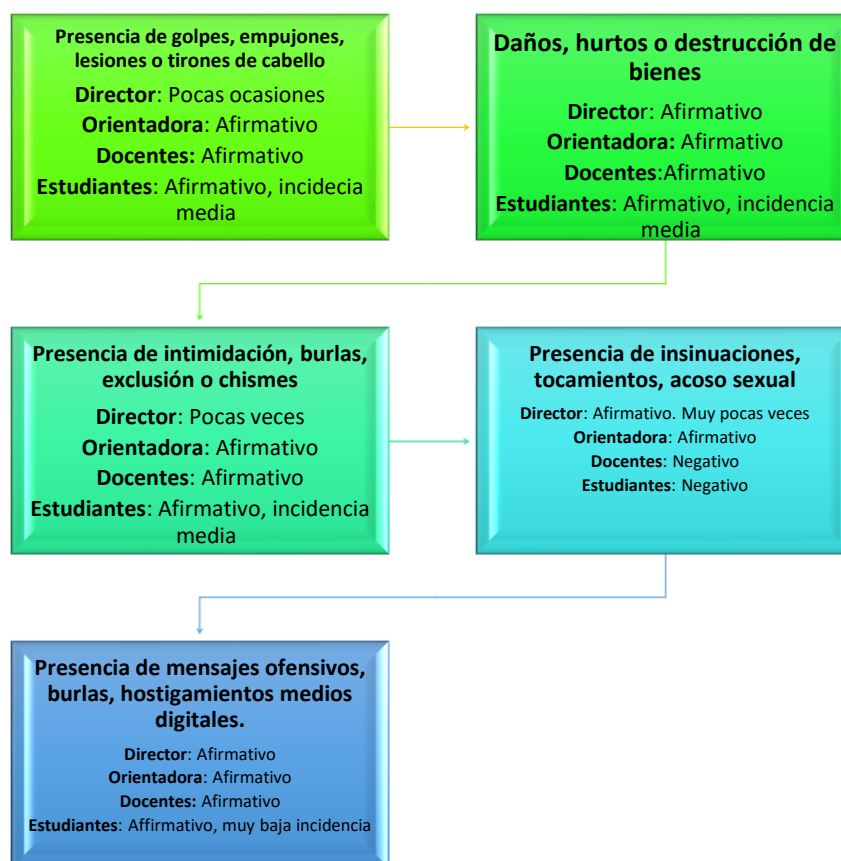 Presencia de golpes, empujones,
lesiones o tirones de cabello
Director: Pocas ocasiones
Orientadora: Afirmativo
Docentes: Afirmativo
Estudiantes: Afirmativo, incidecia
media
Daños, hurtos o destrucción de
bienes
Director: Afirmativo
Orientadora: Afirmativo
Docentes:Afirmativo
Estudiantes: Afirmativo, incidencia
media
Presencia de intimidación, burlas,
exclusión o chismes
Director: Pocas veces
Orientadora: Afirmativo
Docentes: Afirmativo
Estudiantes: Afirmativo, incidencia
media
Presencia de insinuaciones,
tocamientos, acoso sexual
Director: Afirmativo. Muy pocas veces
Orientadora: Afirmativo
Docentes: Negativo
Estudiantes: Negativo
Presencia de mensajes ofensivos,
burlas, hostigamientos medios
digitales.
Director: Afirmativo
Orientadora: Afirmativo
Docentes: Afirmativo
Estudiantes: Affirmativo, muy baja incidencia